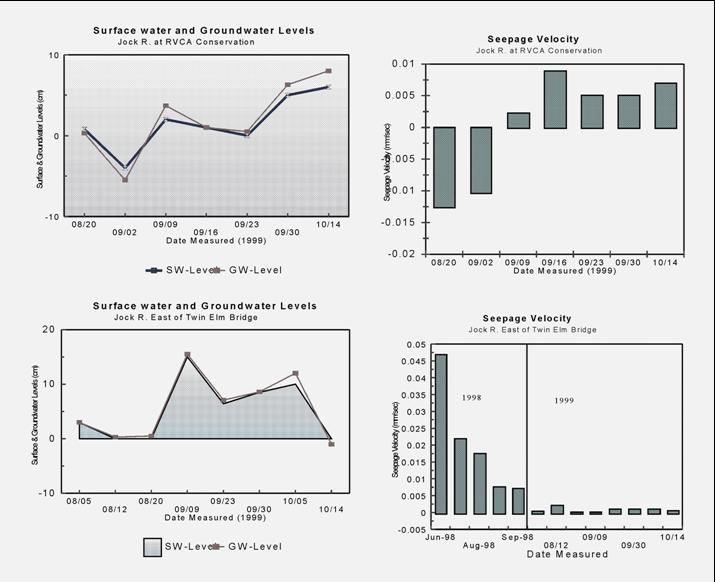 Surface water and Groundwater Levels
Jock R. at RVCA Conservation
Surface & Groundwater Levels (cm)
10
0
-10
08/20
09/02
09/09
09/16
09/23
09/30
10/14
Date Measured (1999)
SW-Level GW-Level
Seepage Velocity
Jock R. at RVCA Conservation
Seepage Velocity (mm/sec)
0.01
0.005
0
-0.005
-0.01
-0.015
-0.02
08/20 09/02 09/09 09/16 09/23 09/30 10/14
Date Measured (1999)
Surface water and Groundwater Levels
Jock R. East of Twin Elm Bridge
Surface & Groundwater Levels (cm)
20
10
0
-10
08/05
08/12
08/20
09/09
09/23
09/30
10/05
10/14
Date Measured (1999)
SW-Level GW-Level
Seepage Velocity
Jock R. East of Twin Elm Bridge
Seepage Velocity (mm/sec)
0.05
0.045
0.04
0.035
0.03
0.025
0.02
0.015
0.01
0.005
0
-0.005
1998
1999
Jun-98
Aug-98
Sep-98
08/12
09/09
09/30
10/14
Date Measured